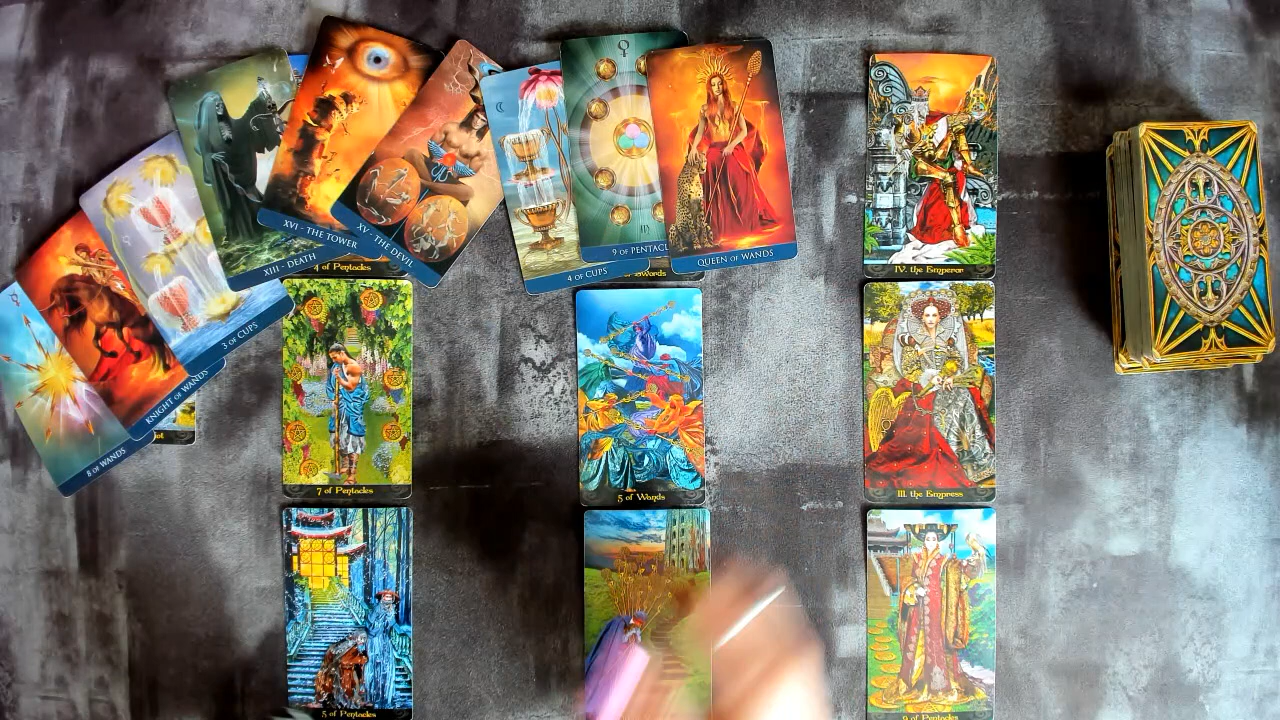 8 OF WANDS
KNIGHT OF WANDS
3 OF CUPS
XIII - DEATH
XVI - THE TOWER
XV - THE DEVIL
4 OF CUPS
9 OF PENTACL
QUEEN OF WANDS
4 of Pentacles
IV. the Emperor
7 of Pentacles
5 of Wands
III. the Empress
5 of Pentacles
9 of Pentacles